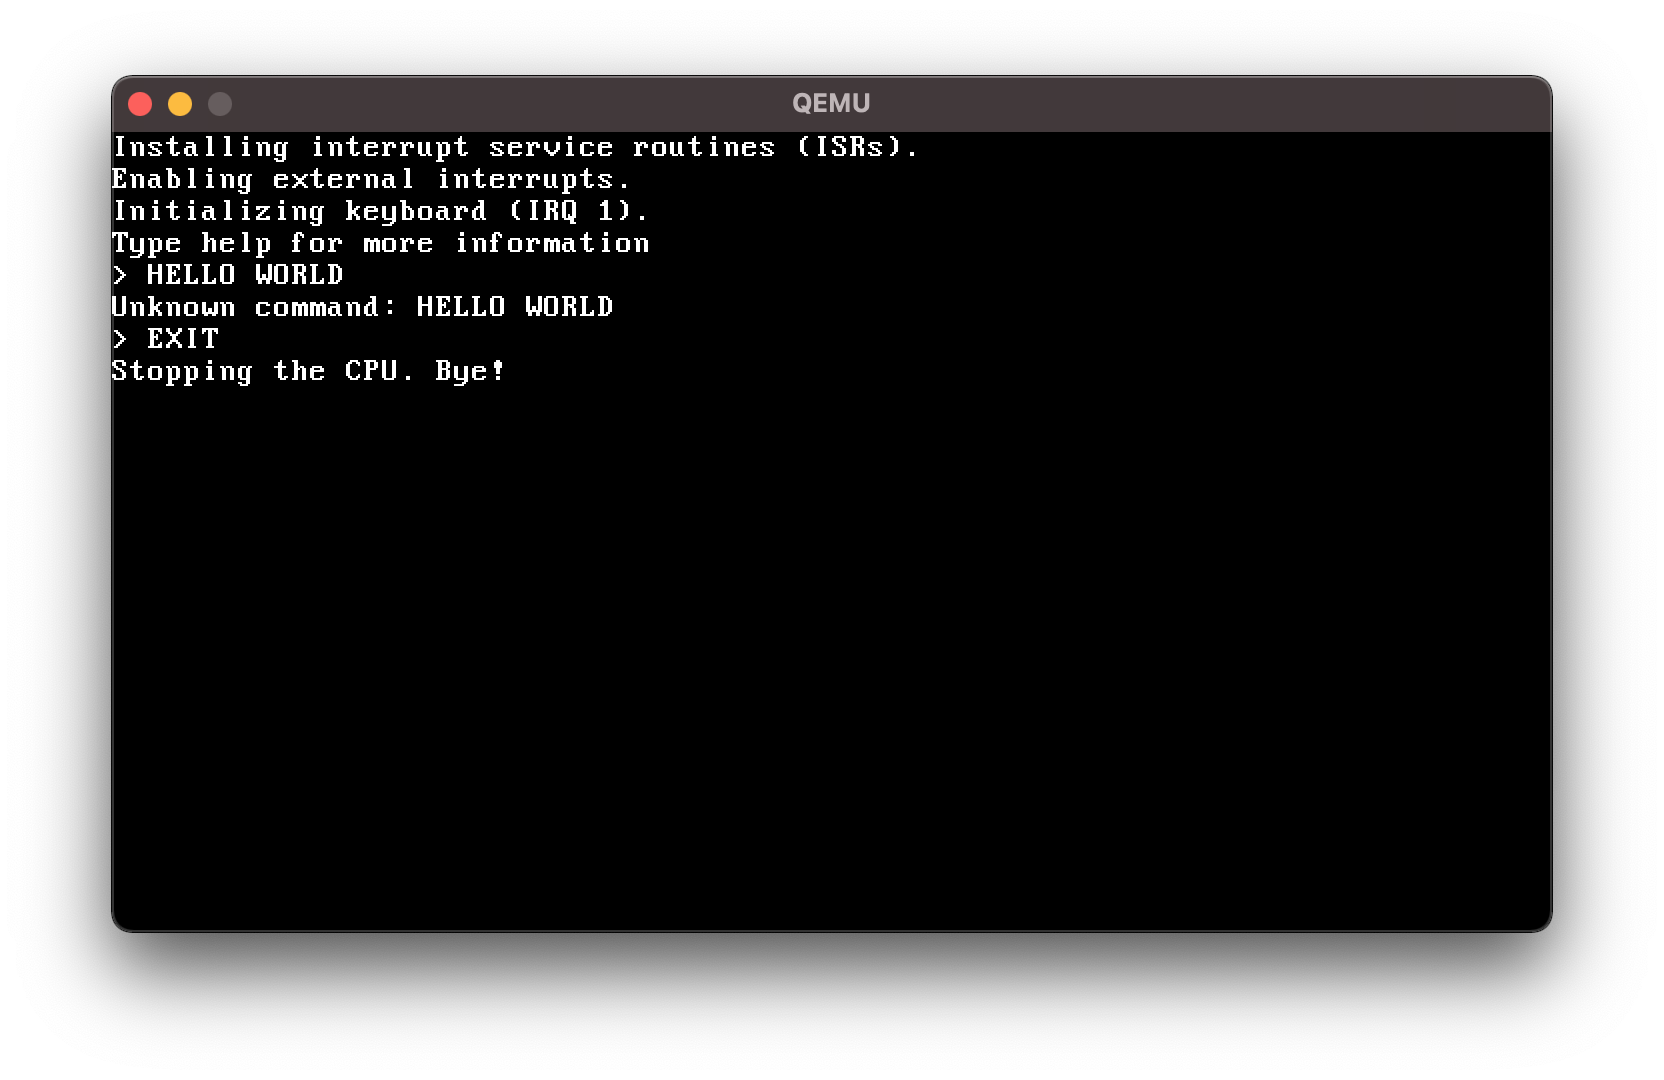 QEMU
Installing interrupt service routines (ISRs).
Enabling external interrupts.
Initializing keyboard (IRQ 1).
Type help for more information
> HELLO WORLD
Unknown command: HELLO WORLD
> EXIT
Stopping the CPU. Bye!